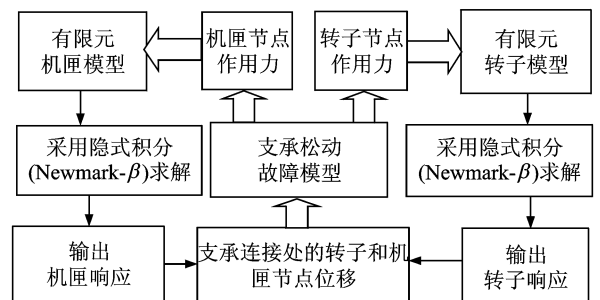 有限元
机匣模型
机匣节点
作用力
转子节点
作用力
有限元
转子模型
采用隐式积分
(Newmark-β)求解
支承松动
故障模型
采用隐式积分
(Newmark-β)求解
输出
机匣响应
支承连接处的转子和机
匣节点位移
输出
转子响应